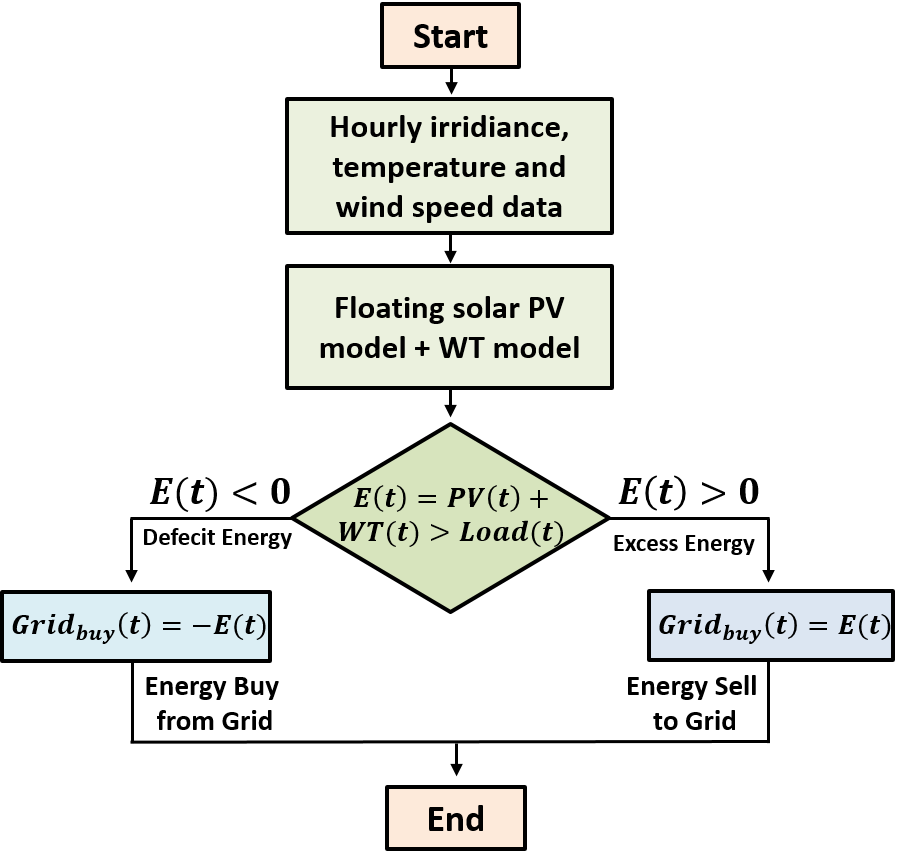 Start
Hourly irridiance,
temperature and
wind speed data
Floating solar PV
model + WT model
E(t) < 0
E(t) = PV(t) +
WT(t) > Load(t)
E(t) > 0
Defecit Energy
Excess Energy
Grid_buy(t) = −E(t)
Grid_buy(t) = E(t)
Energy Buy
from Grid
Energy Sell
to Grid
End